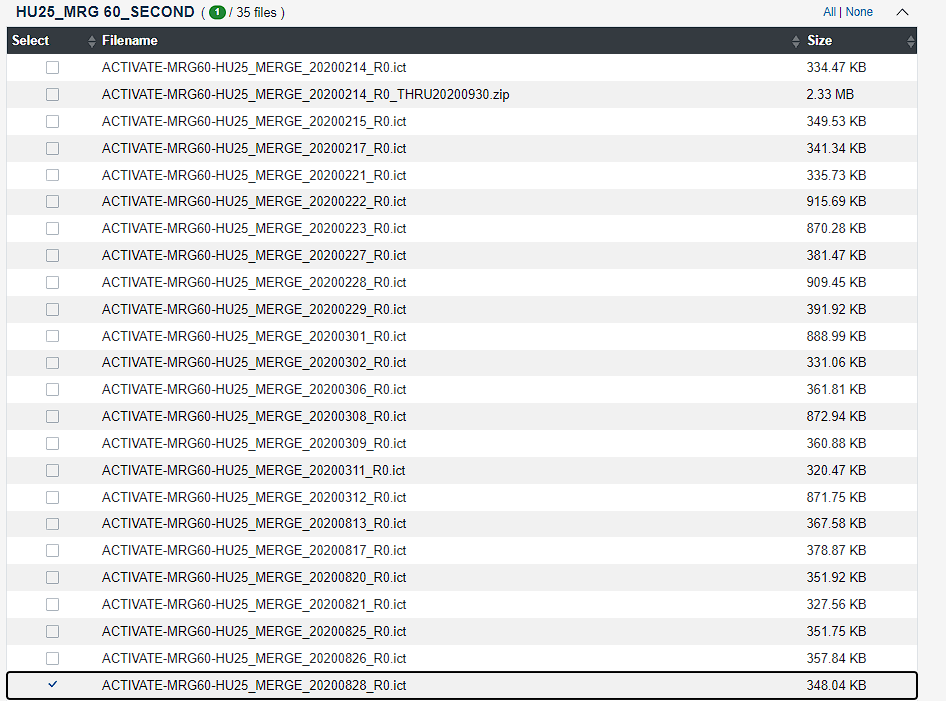 HU25_MRG 60_SECOND ( 1 / 35 files ) All | None
Select Filename Size
ACTIVATE-MRG60-HU25_MERGE_20200214_R0.ict 334.47 KB
ACTIVATE-MRG60-HU25_MERGE_20200214_R0_THRU20200930.zip 2.33 MB
ACTIVATE-MRG60-HU25_MERGE_20200215_R0.ict 349.53 KB
ACTIVATE-MRG60-HU25_MERGE_20200217_R0.ict 341.34 KB
ACTIVATE-MRG60-HU25_MERGE_20200221_R0.ict 335.73 KB
ACTIVATE-MRG60-HU25_MERGE_20200222_R0.ict 915.69 KB
ACTIVATE-MRG60-HU25_MERGE_20200223_R0.ict 870.28 KB
ACTIVATE-MRG60-HU25_MERGE_20200227_R0.ict 381.47 KB
ACTIVATE-MRG60-HU25_MERGE_20200228_R0.ict 909.45 KB
ACTIVATE-MRG60-HU25_MERGE_20200229_R0.ict 391.92 KB
ACTIVATE-MRG60-HU25_MERGE_20200301_R0.ict 888.99 KB
ACTIVATE-MRG60-HU25_MERGE_20200302_R0.ict 331.06 KB
ACTIVATE-MRG60-HU25_MERGE_20200306_R0.ict 361.81 KB
ACTIVATE-MRG60-HU25_MERGE_20200308_R0.ict 872.94 KB
ACTIVATE-MRG60-HU25_MERGE_20200309_R0.ict 360.88 KB
ACTIVATE-MRG60-HU25_MERGE_20200311_R0.ict 320.47 KB
ACTIVATE-MRG60-HU25_MERGE_20200312_R0.ict 871.75 KB
ACTIVATE-MRG60-HU25_MERGE_20200813_R0.ict 367.58 KB
ACTIVATE-MRG60-HU25_MERGE_20200817_R0.ict 378.87 KB
ACTIVATE-MRG60-HU25_MERGE_20200820_R0.ict 351.92 KB
ACTIVATE-MRG60-HU25_MERGE_20200821_R0.ict 327.56 KB
ACTIVATE-MRG60-HU25_MERGE_20200825_R0.ict 351.75 KB
ACTIVATE-MRG60-HU25_MERGE_20200826_R0.ict 357.84 KB
ACTIVATE-MRG60-HU25_MERGE_20200828_R0.ict 348.04 KB